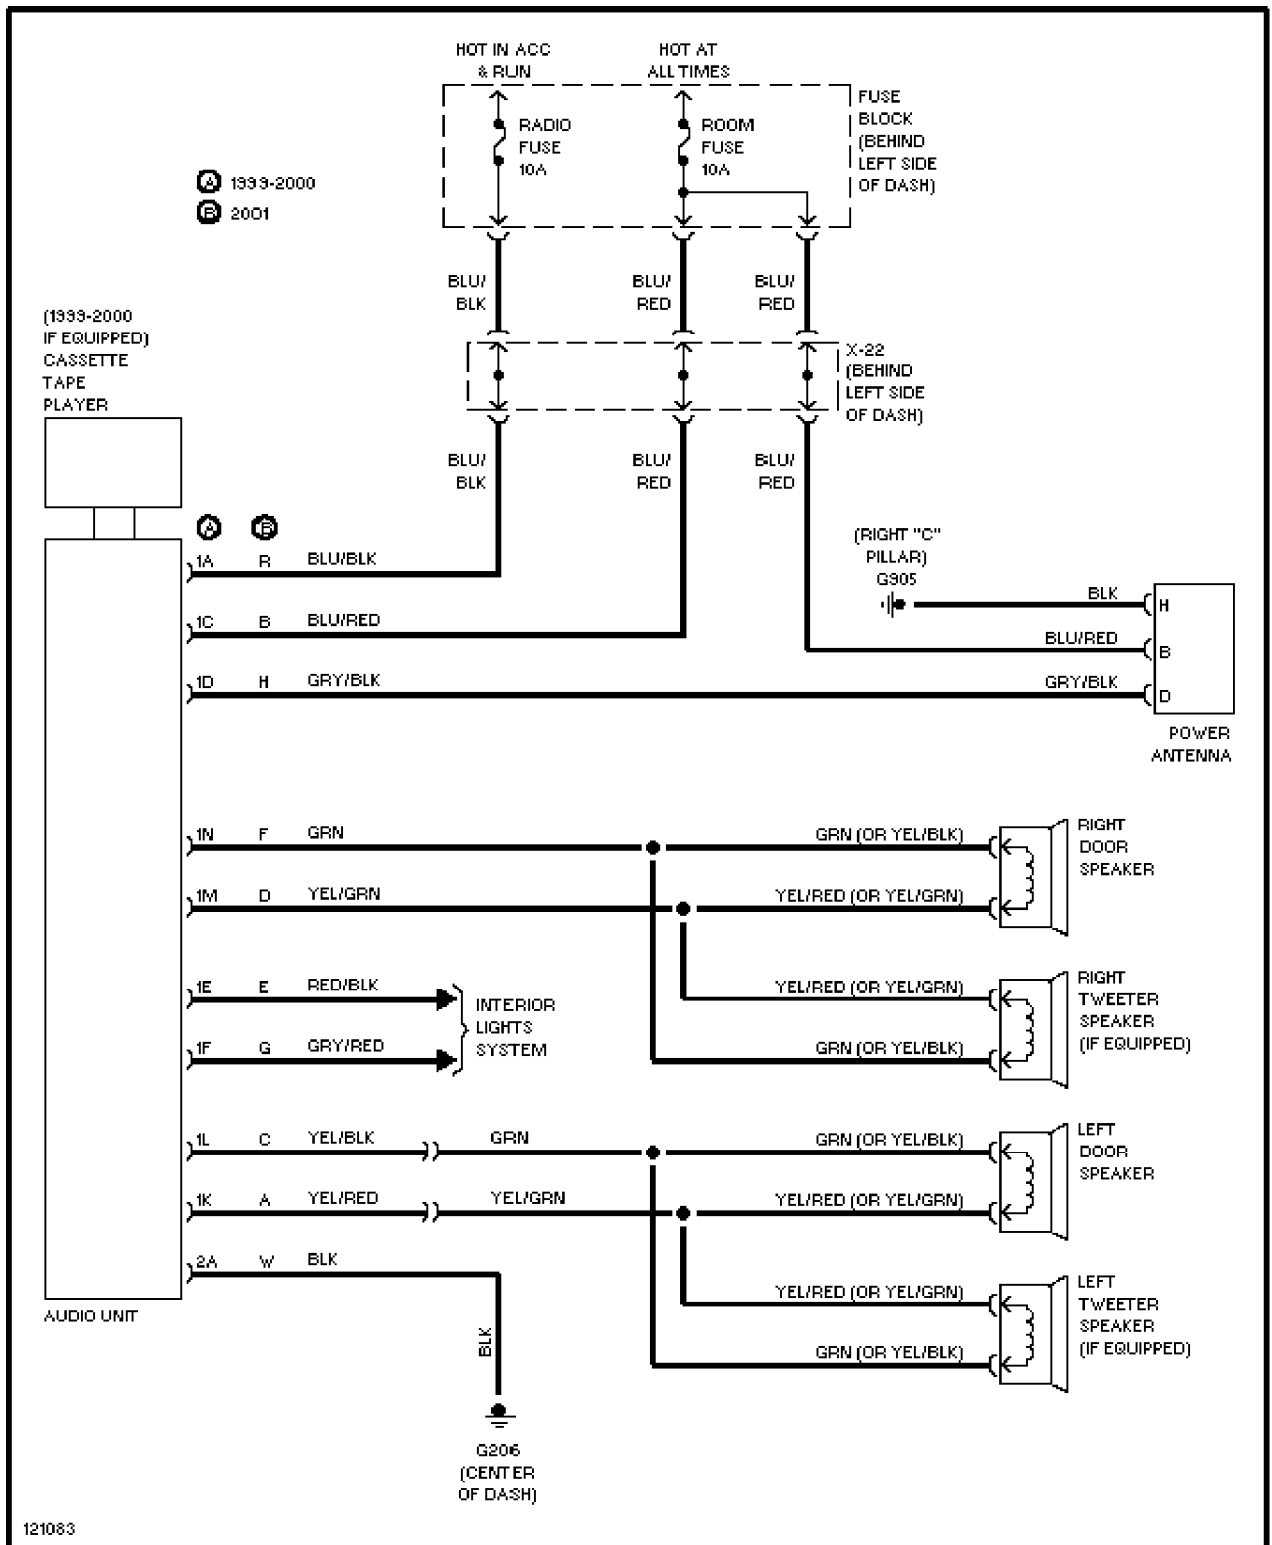 HOT IN ACC
& RUN
HOT AT
ALL TIMES
RADIO
FUSE
10A
ROOM
FUSE
10A
FUSE
BLOCK
(BEHIND
LEFT SIDE
OF DASH)
A 1999-2000
B 2001
BLU/
BLK
BLU/
RED
BLU/
RED
X-22
(BEHIND
LEFT SIDE
OF DASH)
(1999-2000
IF EQUIPPED)
CASSETTE
TAPE
PLAYER
BLU/
BLK
BLU/
RED
BLU/
RED
A B
1A R BLU/BLK
1C B BLU/RED
1D H GRY/BLK
(RIGHT "C"
PILLAR)
G905
BLK H
BLU/RED B
GRY/BLK D
POWER
ANTENNA
1N F GRN
GRN (OR YEL/BLK)
1M D YEL/GRN
YEL/RED (OR YEL/GRN)
RIGHT
DOOR
SPEAKER
1E E RED/BLK
1F G GRY/RED
INTERIOR
LIGHTS
SYSTEM
YEL/RED (OR YEL/GRN)
GRN (OR YEL/BLK)
RIGHT
TWEETER
SPEAKER
(IF EQUIPPED)
1L C YEL/BLK GRN
GRN (OR YEL/BLK)
1K A YEL/RED YEL/GRN
YEL/RED (OR YEL/GRN)
LEFT
DOOR
SPEAKER
2A W BLK
AUDIO UNIT
YEL/RED (OR YEL/GRN)
GRN (OR YEL/BLK)
LEFT
TWEETER
SPEAKER
(IF EQUIPPED)
BLK
G206
(CENTER
OF DASH)
121083